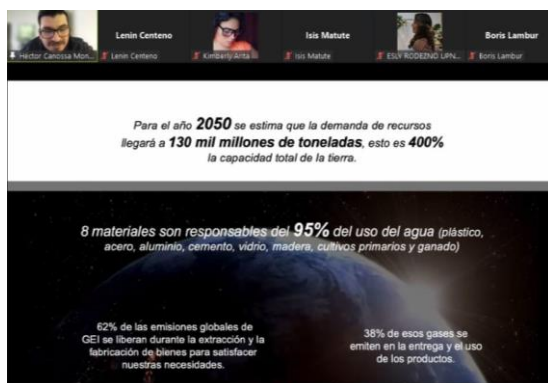 Lenin Centeno
Isis Matute
Boris Lambur
Hector Canossa Mon...
Lenin Centeno
Kimberly Arita
Isis Matute
ESLY RODEZNO UPN...
Boris Lambur
Para el año 2050 se estima que la demanda de recursos
llegará a 130 mil millones de toneladas, esto es 400%
la capacidad total de la tierra.
8 materiales son responsables del 95% del uso del agua (plástico,
acero, aluminio, cemento, vidrio, madera, cultivos primarios y ganado)
62% de las emisiones globales de
GEI se liberan durante la extracción y la
fabricación de bienes para satisfacer
nuestras necesidades.
38% de esos gases se
emiten en la entrega y el uso
de los productos.